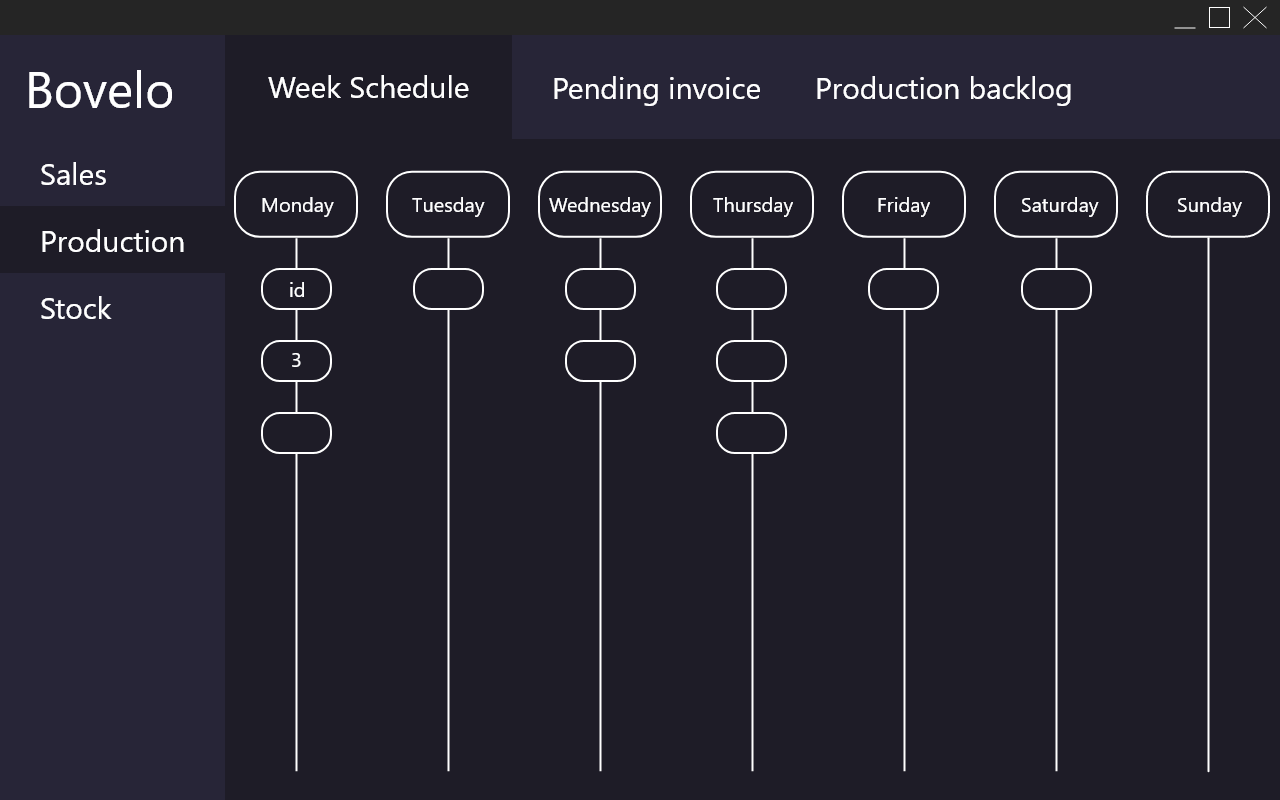 Bovelo
Sales
Production
Stock
Week Schedule
Pending invoice
Production backlog
Monday
Tuesday
Wednesday
Thursday
Friday
Saturday
Sunday
id
3